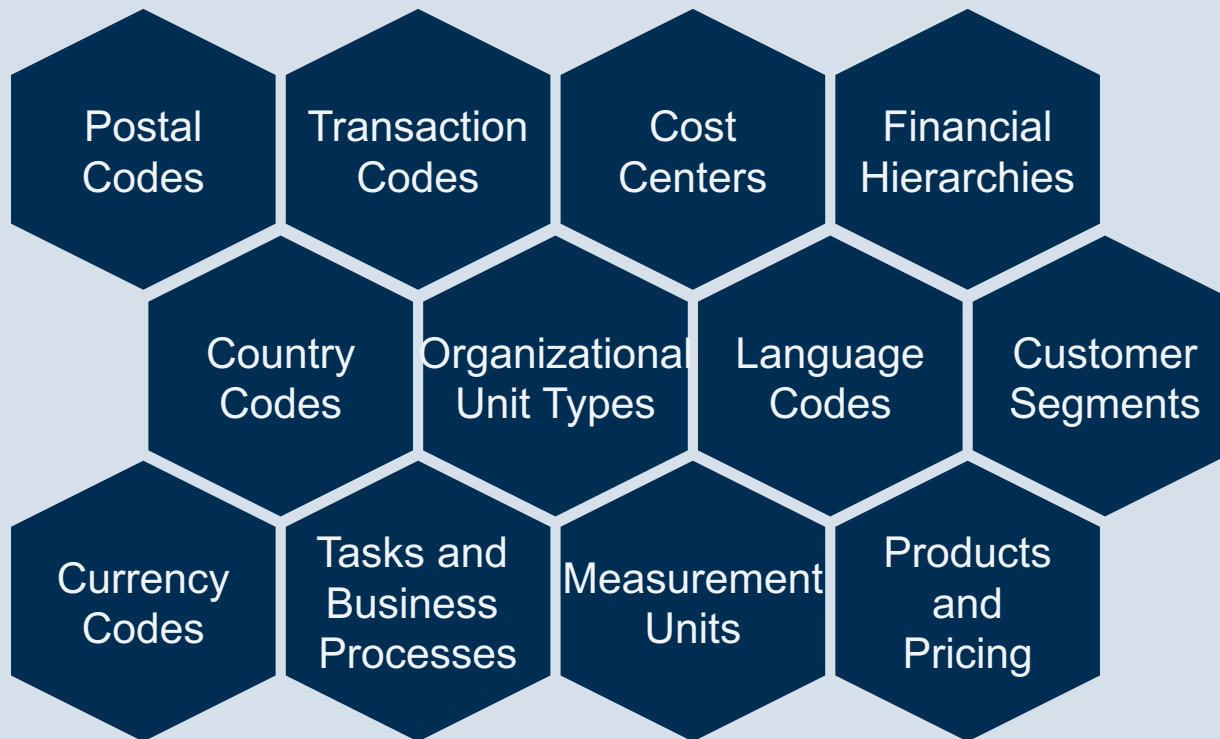 Postal
Codes
Transaction
Codes
Cost
Centers
Financial
Hierarchies
Country
Codes
Organizational
Unit Types
Language
Codes
Customer
Segments
Currency
Codes
Tasks and
Business
Processes
Measurement
Units
Products
and
Pricing